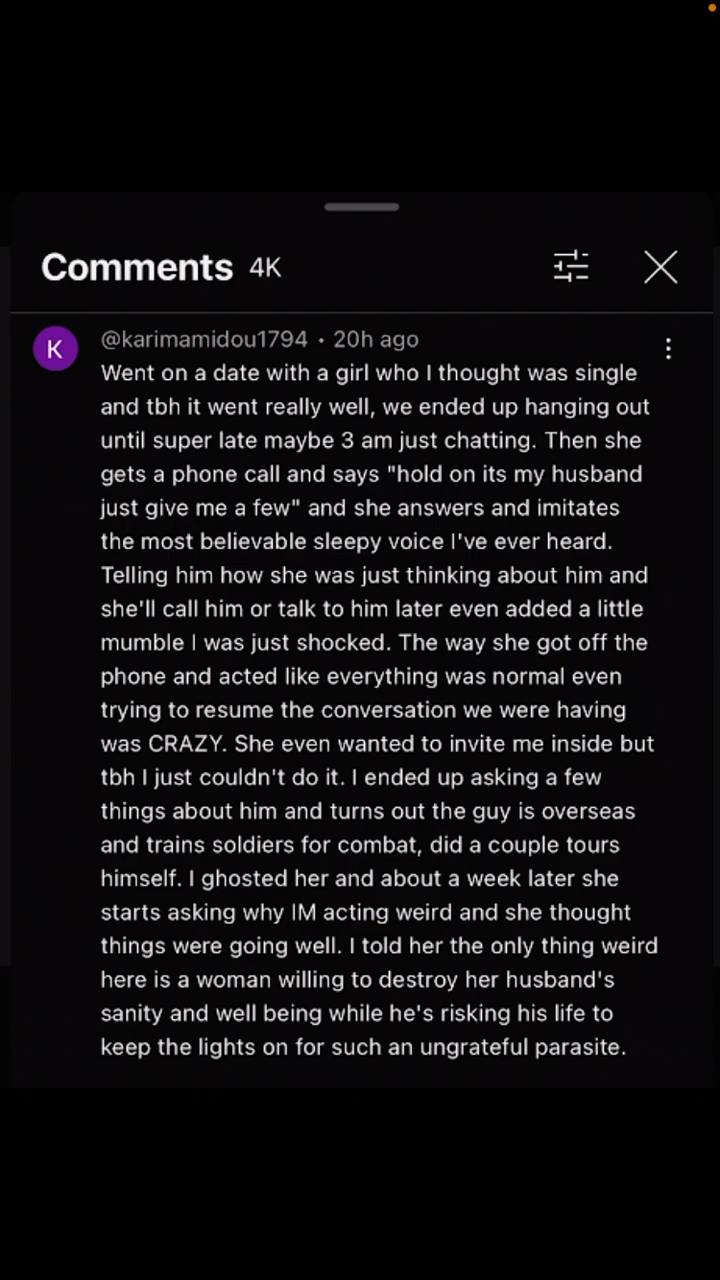 Comments 4K
K
@karimamidou1794 • 20h ago
Went on a date with a girl who I thought was single
and tbh it went really well, we ended up hanging out
until super late maybe 3 am just chatting. Then she
gets a phone call and says "hold on its my husband
just give me a few" and she answers and imitates
the most believable sleepy voice I've ever heard.
Telling him how she was just thinking about him and
she'll call him or talk to him later even added a little
mumble I was just shocked. The way she got off the
phone and acted like everything was normal even
trying to resume the conversation we were having
was CRAZY. She even wanted to invite me inside but
tbh I just couldn't do it. I ended up asking a few
things about him and turns out the guy is overseas
and trains soldiers for combat, did a couple tours
himself. I ghosted her and about a week later she
starts asking why IM acting weird and she thought
things were going well. I told her the only thing weird
here is a woman willing to destroy her husband's
sanity and well being while he's risking his life to
keep the lights on for such an ungrateful parasite.